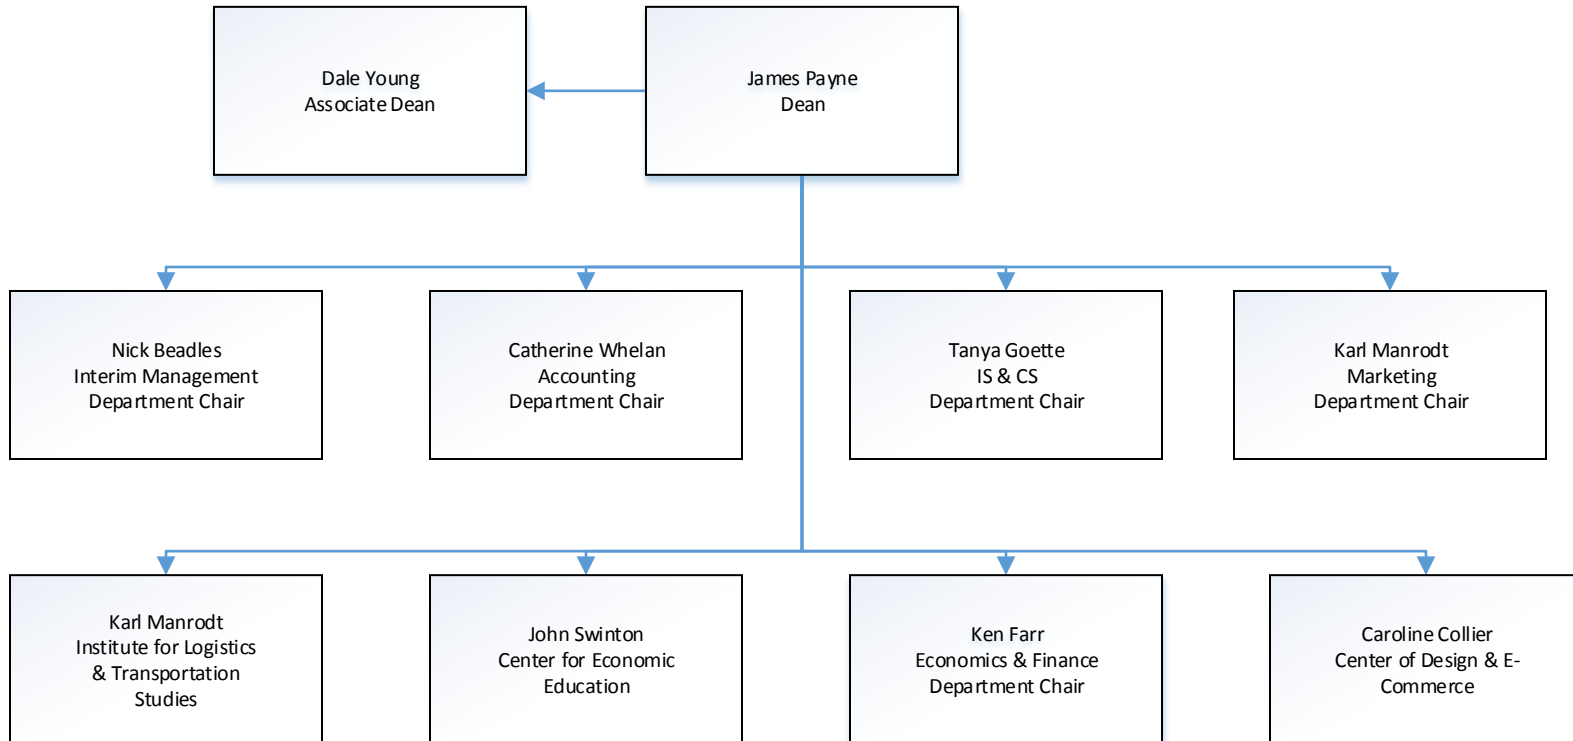 Dale Young
Associate Dean
James Payne
Dean
Nick Beadles
Interim Management
Department Chair
Catherine Whelan
Accounting
Department Chair
Tanya Goette
IS & CS
Department Chair
Karl Manrodt
Marketing
Department Chair
Karl Manrodt
Institute for Logistics
& Transportation
Studies
John Swinton
Center for Economic
Education
Ken Farr
Economics & Finance
Department Chair
Caroline Collier
Center of Design & E-
Commerce